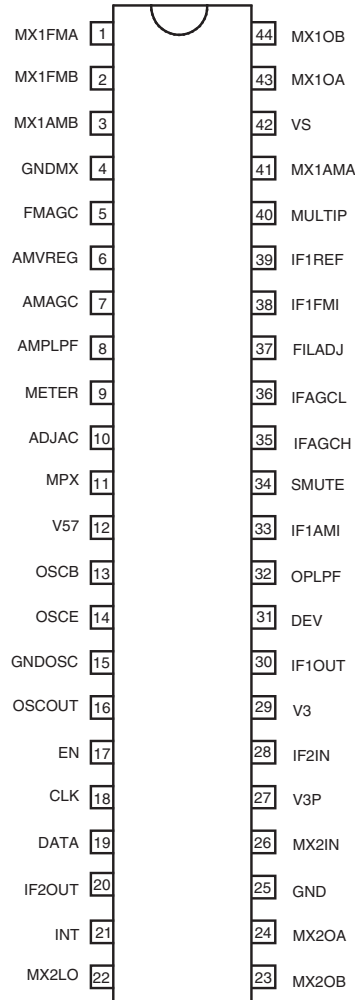 MX1FMA 1 44 MX1OB
MX1FMB 2 43 MX1OA
MX1AMB 3 42 VS
GNDMX 4 41 MX1AMA
FMAGC 5 40 MULTIP
AMVREG 6 39 IF1REF
AMAGC 7 38 IF1FMI
AMPLPF 8 37 FILADJ
METER 9 36 IFAGCL
ADJAC 10 35 IFAGCH
MPX 11 34 SMUTE
V57 12 33 IF1AMI
OSCB 13 32 OPLPF
OSCE 14 31 DEV
GNDOSC 15 30 IF1OUT
OSCOUT 16 29 V3
EN 17 28 IF2IN
CLK 18 27 V3P
DATA 19 26 MX2IN
IF2OUT 20 25 GND
INT 21 24 MX2OA
MX2LO 22 23 MX2OB